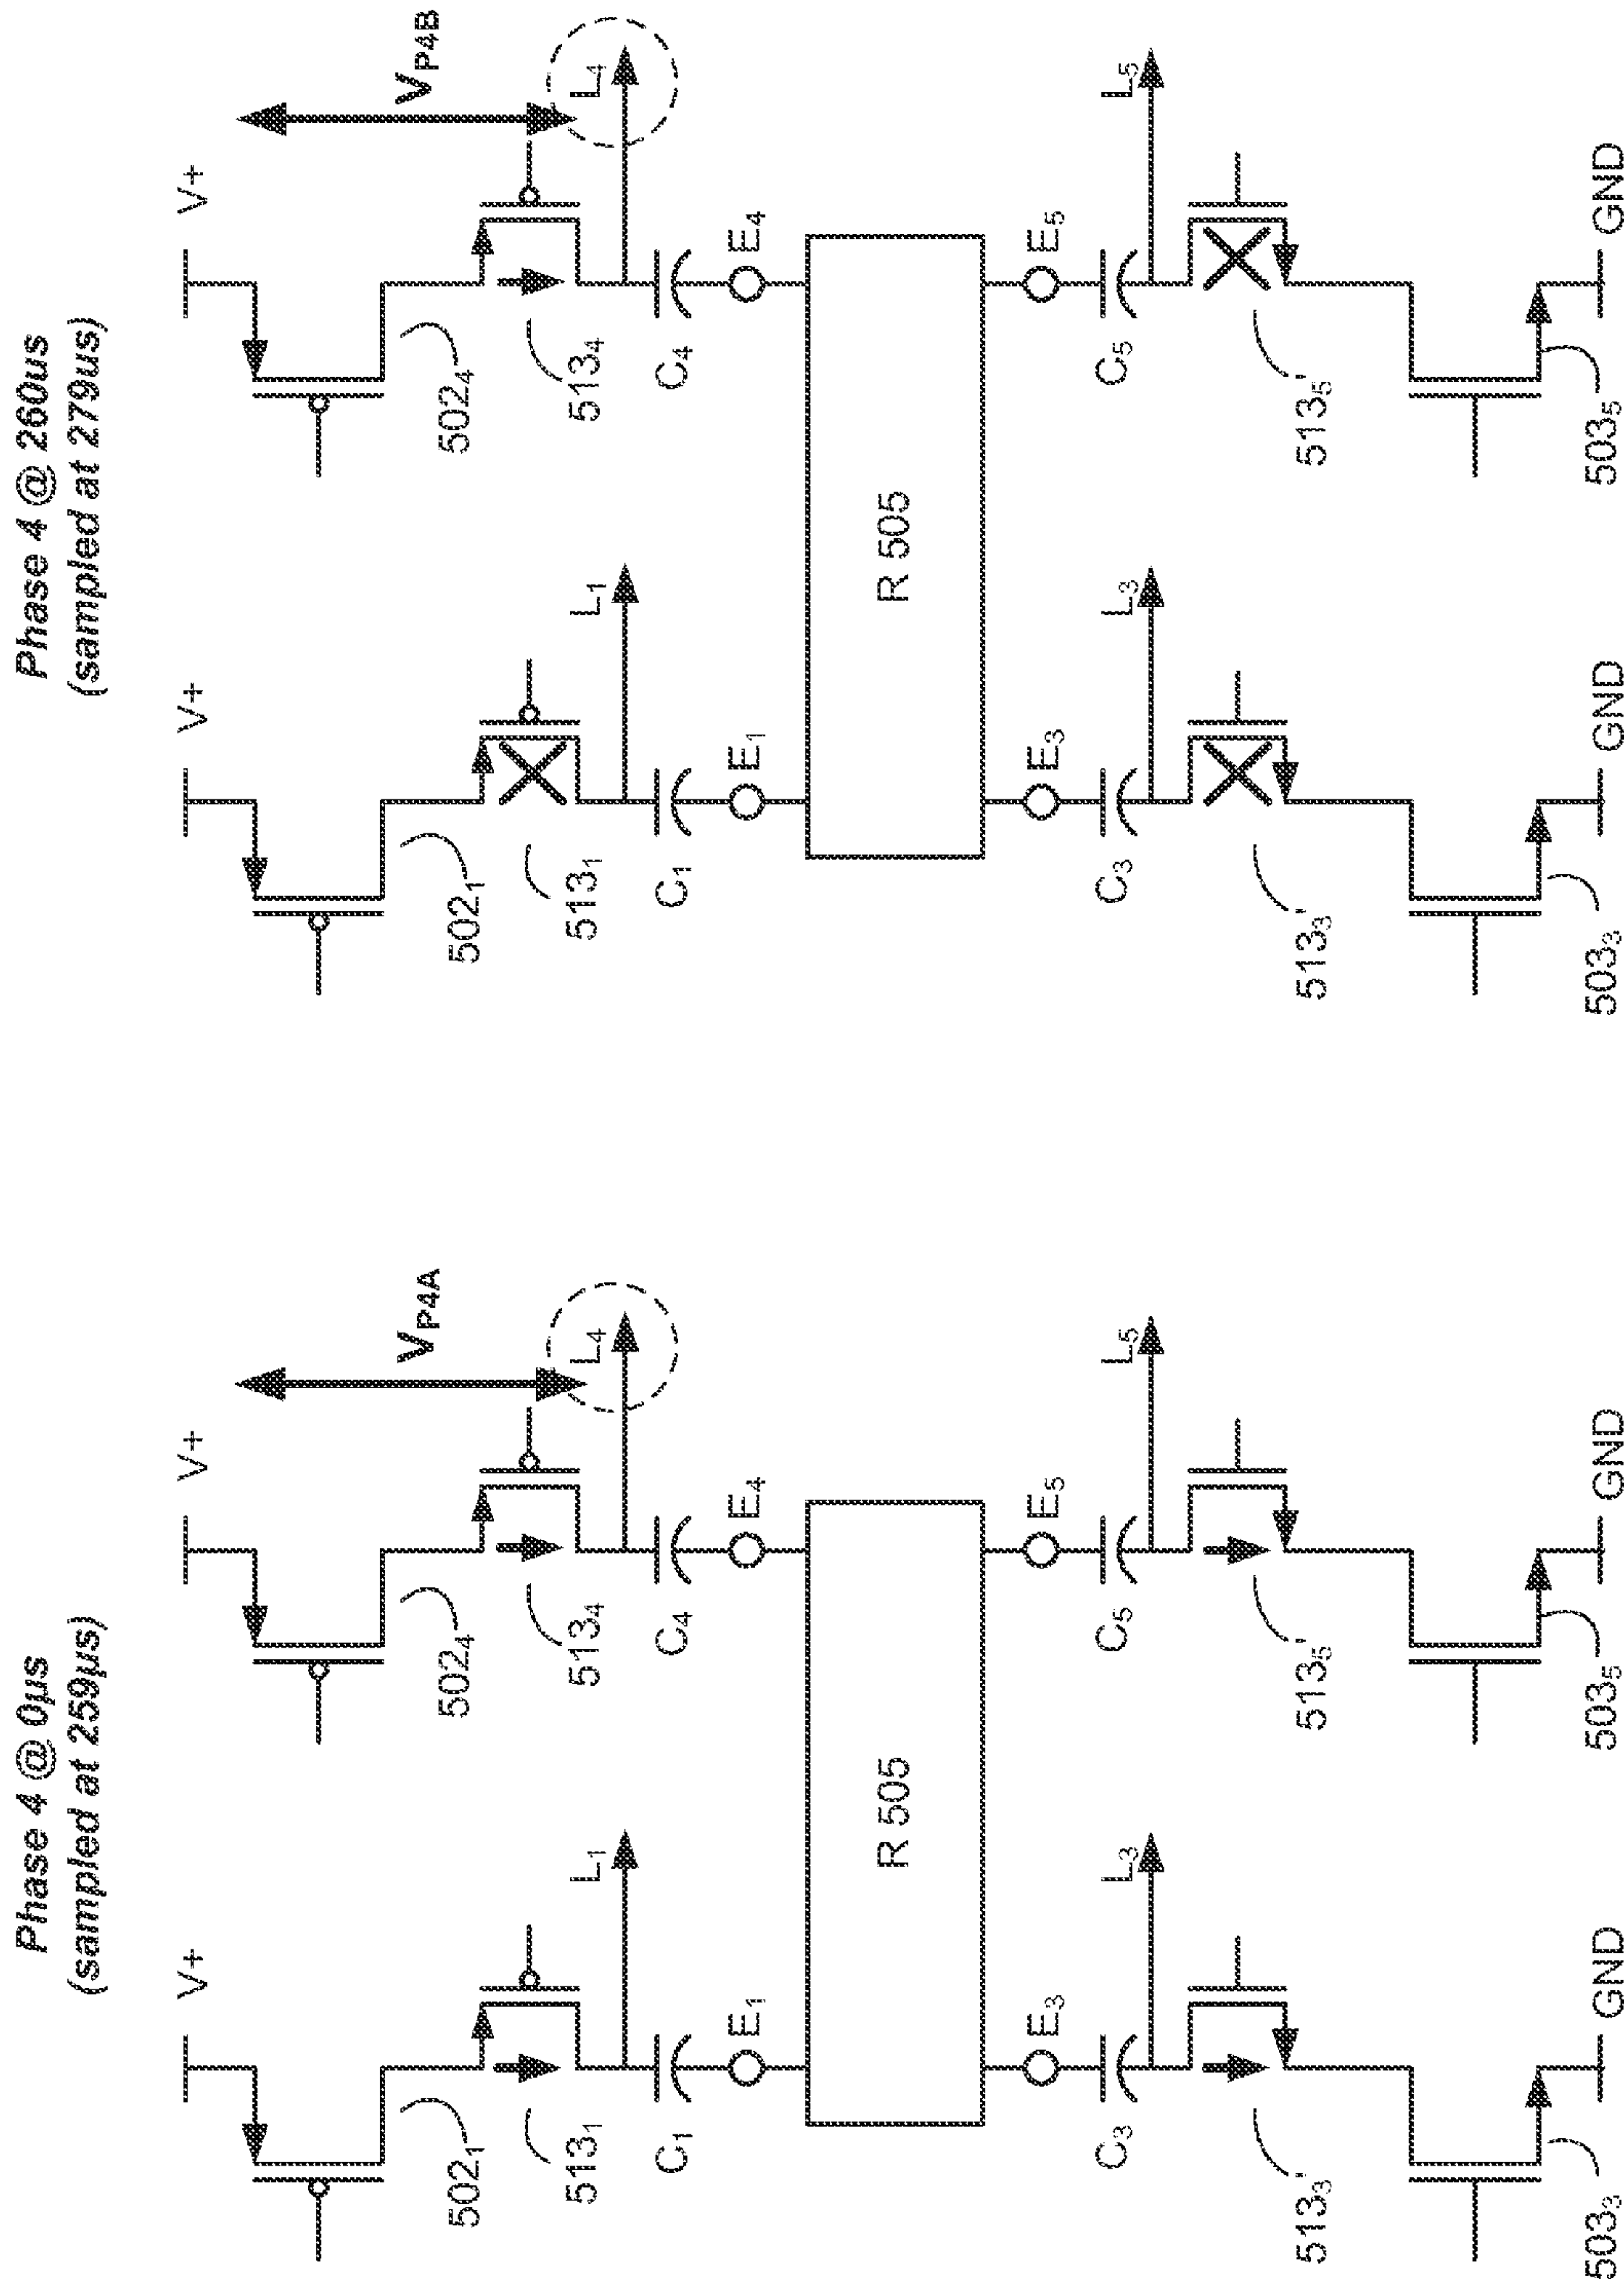 Phase 4 @ 0µs
(sampled at 259µs)
V+
V+
V_P4A
502₁
502₄
L₁
L₄
513₁
513₄
C₁
E₁
C₄
E₄
R 505
E₃
E₅
C₃
L₃
C₅
L₅
513₃'
513₅'
503₃
GND
503₅
GND
Phase 4 @ 260us
(sampled at 279us)
V+
V+
V_P4B
502₁
502₄
L₁
L₄
513₁
513₄
C₁
E₁
C₄
E₄
R 505
E₃
E₅
C₃
L₃
C₅
L₅
513₃'
513₅'
503₃
GND
503₅
GND